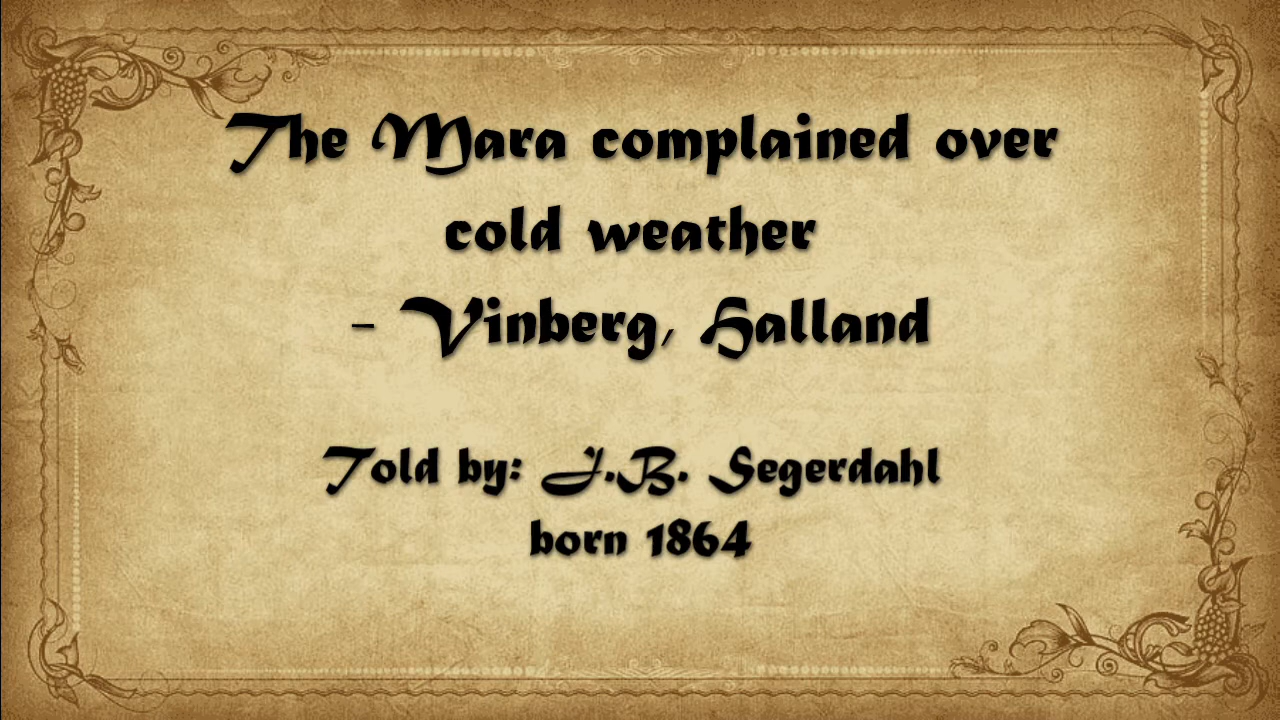 The Mara complained over
cold weather
- Vinberg, Halland
Told by: J.B. Segerdahl
born 1864